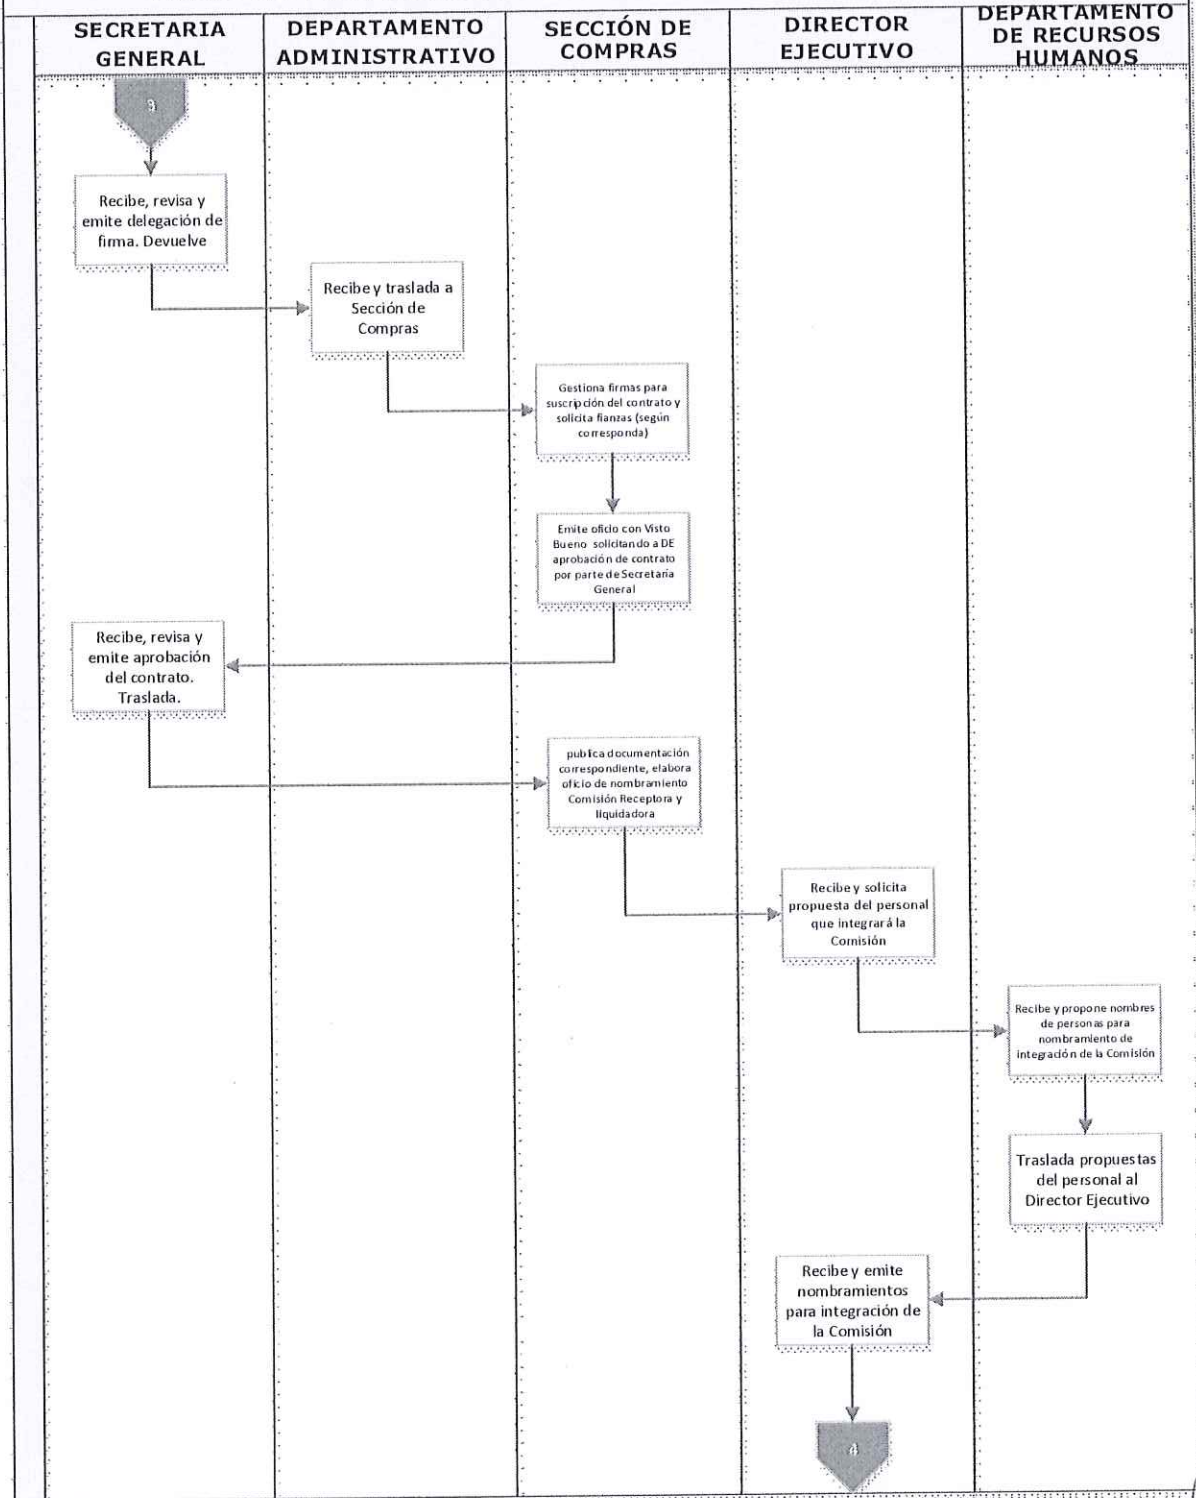 SECRETARIA
GENERAL
DEPARTAMENTO
ADMINISTRATIVO
SECCIÓN DE
COMPRAS
DIRECTOR
EJECUTIVO
DEPARTAMENTO
DE RECURSOS
HUMANOS
3
Recibe, revisa y
emite delegación de
firma. Devuelve
Recibe y traslada a
Sección de
Compras
Gestiona firmas para
suscripción del contrato y
solicita fianzas (según
corresponda)
Emite oficio con Visto
Bueno solicitando a DE
aprobación de contrato
por parte de Secretaría
General
Recibe, revisa y
emite aprobación
del contrato.
Traslada.
publica documentación
correspondiente, elabora
oficio de nombramiento
Comisión Receptora y
liquidadora
Recibe y solicita
propuesta del personal
que integrará la
Comisión
Recibe y propone nombres
de personas para
nombramiento de
integración de la Comisión
Traslada propuestas
del personal al
Director Ejecutivo
Recibe y emite
nombramientos
para integración de
la Comisión
4